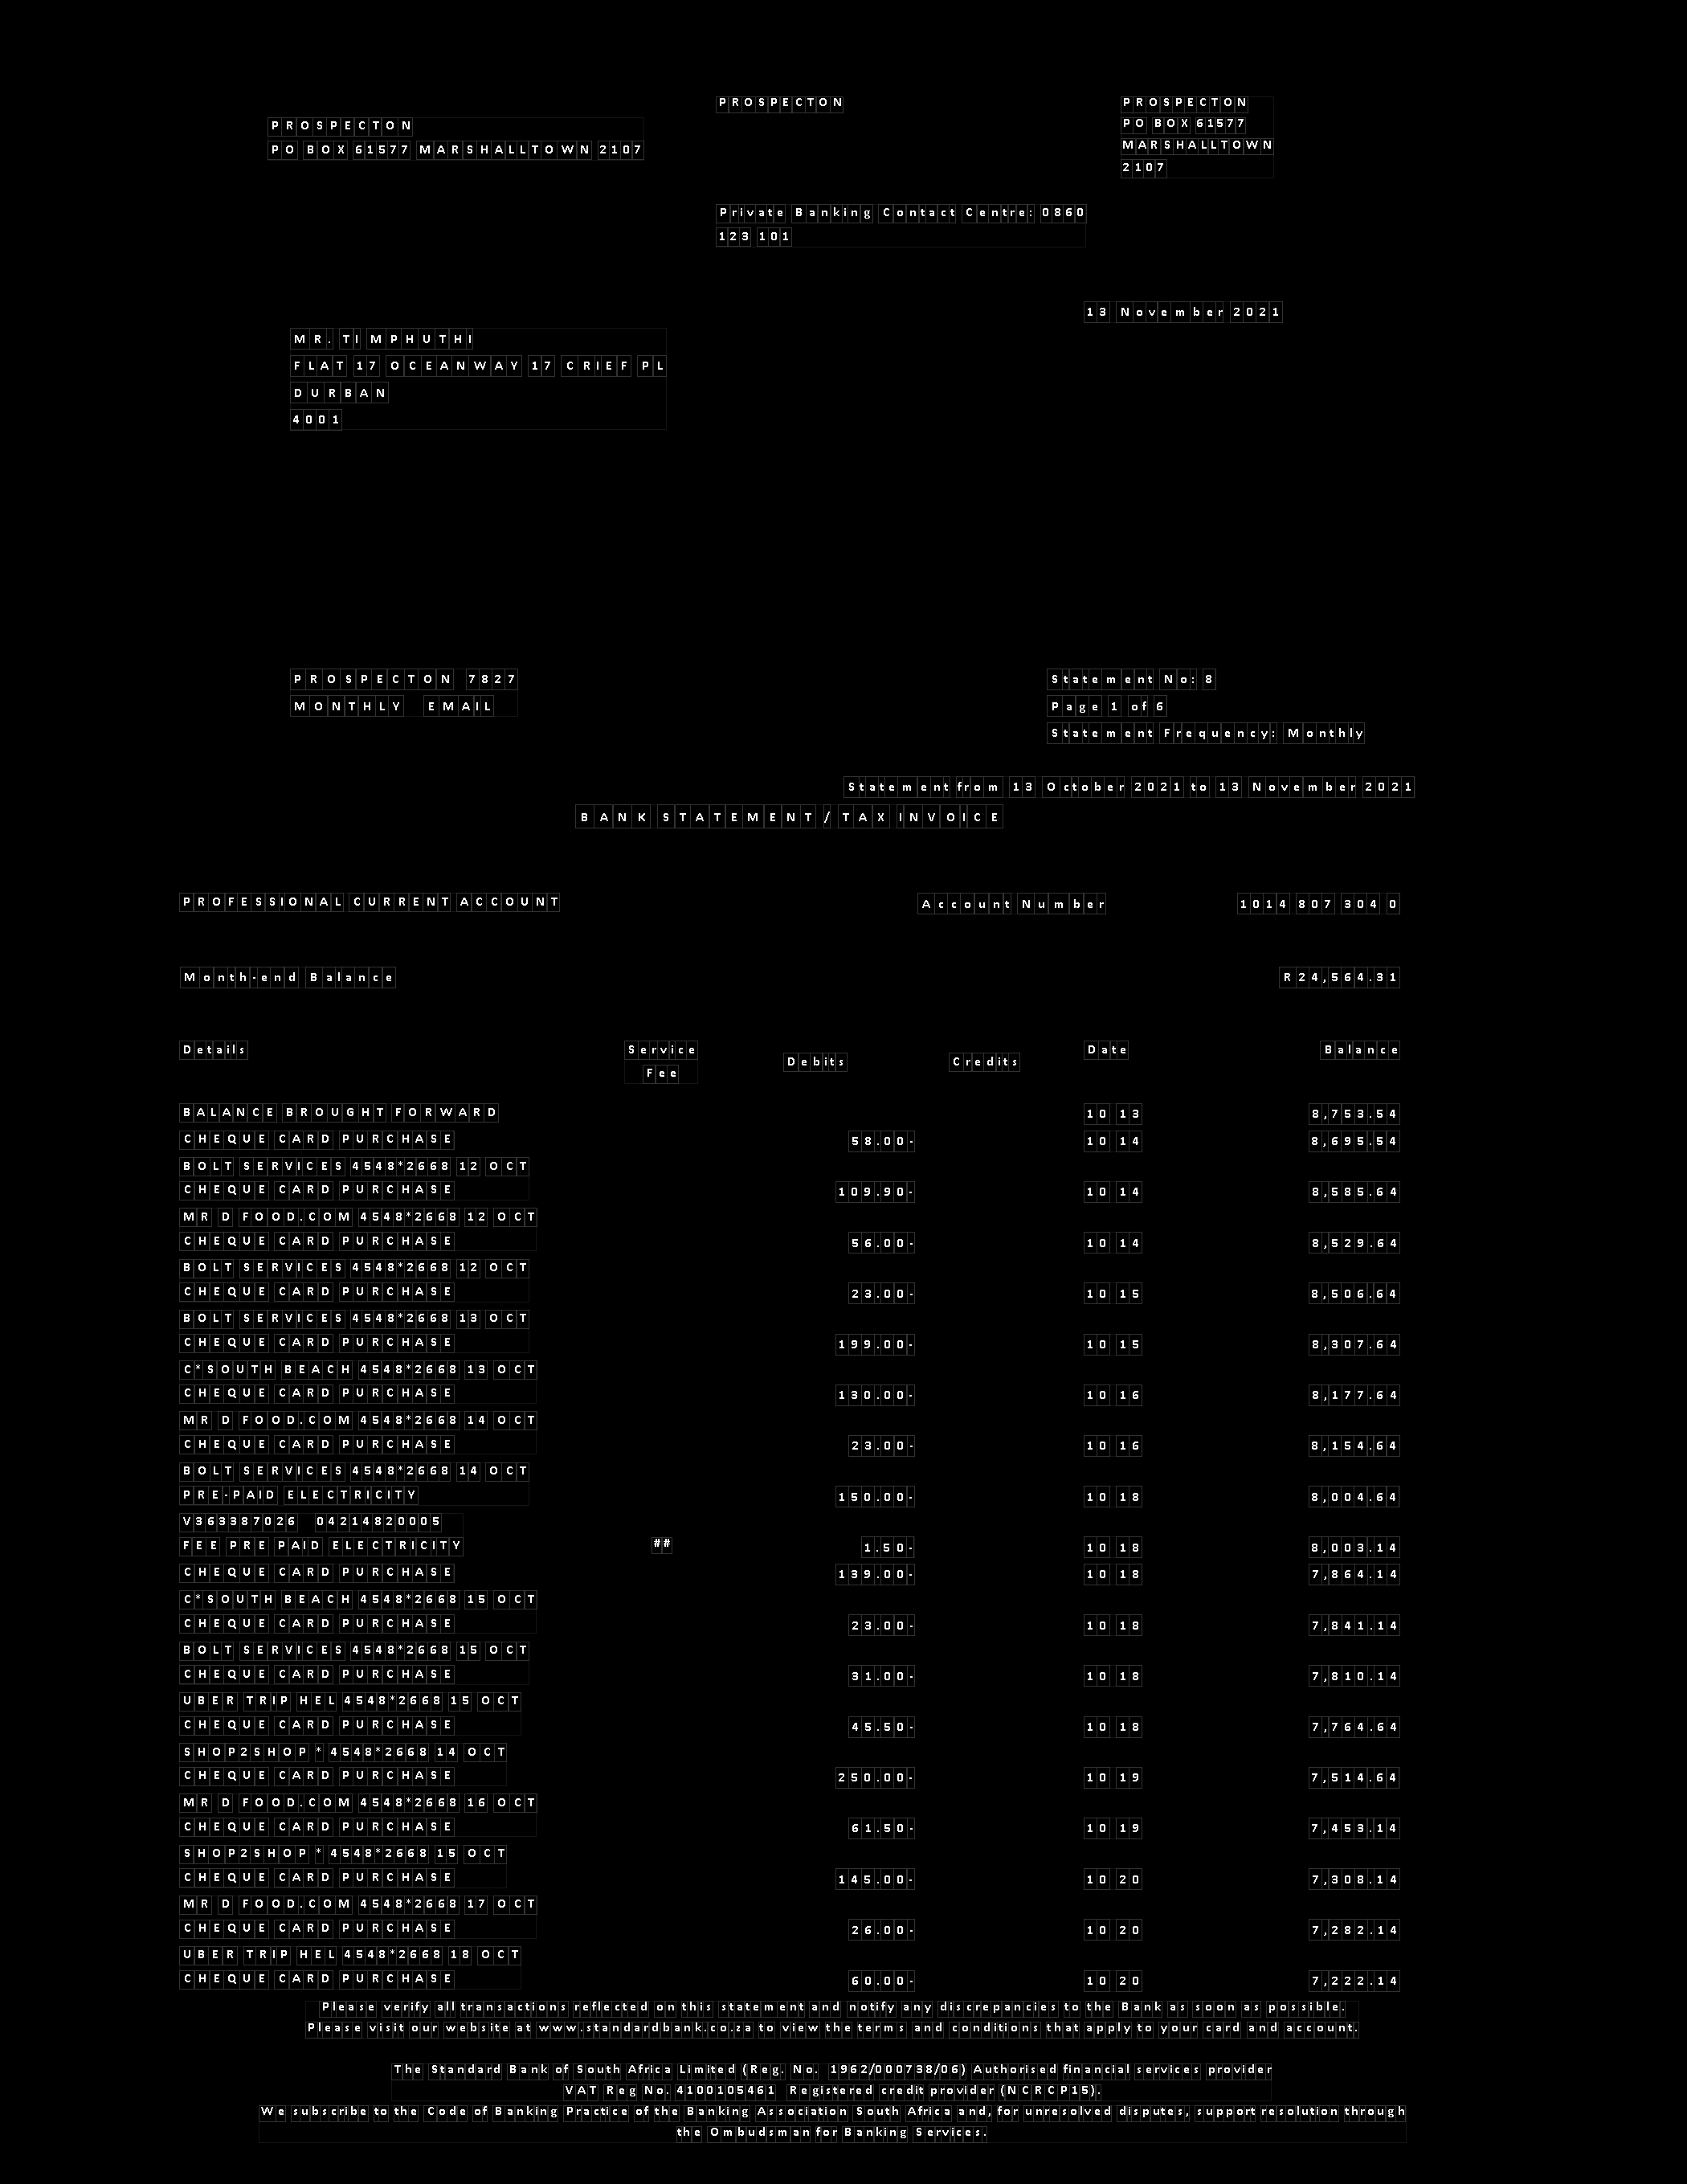 PROSPECTON
PO BOX 61577 MARSHALLTOWN 2107
PROSPECTON
PROSPECTON
PO BOX 61577
MARSHALLTOWN
2107
Private Banking Contact Centre: 0860
123 101
13 November 2021
MR. TI MPHUTHI
FLAT 17 OCEANWAY 17 CRIEF PL
DURBAN
4001
PROSPECTON 7827
MONTHLY EMAIL
Statement No: 8
Page 1 of 6
Statement Frequency: Monthly
Statement from 13 October 2021 to 13 November 2021
BANK STATEMENT / TAX INVOICE
PROFESSIONAL CURRENT ACCOUNT Account Number 1014 807 304 0
Month-end Balance R24,564.31
Details Service Fee Debits Credits Date Balance
BALANCE BROUGHT FORWARD 10 13 8,753.54
CHEQUE CARD PURCHASE 58.00- 10 14 8,695.54
BOLT SERVICES 4548*2668 12 OCT
CHEQUE CARD PURCHASE 109.90- 10 14 8,585.64
MR D FOOD.COM 4548*2668 12 OCT
CHEQUE CARD PURCHASE 56.00- 10 14 8,529.64
BOLT SERVICES 4548*2668 12 OCT
CHEQUE CARD PURCHASE 23.00- 10 15 8,506.64
BOLT SERVICES 4548*2668 13 OCT
CHEQUE CARD PURCHASE 199.00- 10 15 8,307.64
C*SOUTH BEACH 4548*2668 13 OCT
CHEQUE CARD PURCHASE 130.00- 10 16 8,177.64
MR D FOOD.COM 4548*2668 14 OCT
CHEQUE CARD PURCHASE 23.00- 10 16 8,154.64
BOLT SERVICES 4548*2668 14 OCT
PRE-PAID ELECTRICITY 150.00- 10 18 8,004.64
V363387026 04214820005
FEE PRE PAID ELECTRICITY ## 1.50- 10 18 8,003.14
CHEQUE CARD PURCHASE 139.00- 10 18 7,864.14
C*SOUTH BEACH 4548*2668 15 OCT
CHEQUE CARD PURCHASE 23.00- 10 18 7,841.14
BOLT SERVICES 4548*2668 15 OCT
CHEQUE CARD PURCHASE 31.00- 10 18 7,810.14
UBER TRIP HEL 4548*2668 15 OCT
CHEQUE CARD PURCHASE 45.50- 10 18 7,764.64
SHOP2SHOP * 4548*2668 14 OCT
CHEQUE CARD PURCHASE 250.00- 10 19 7,514.64
MR D FOOD.COM 4548*2668 16 OCT
CHEQUE CARD PURCHASE 61.50- 10 19 7,453.14
SHOP2SHOP * 4548*2668 15 OCT
CHEQUE CARD PURCHASE 145.00- 10 20 7,308.14
MR D FOOD.COM 4548*2668 17 OCT
CHEQUE CARD PURCHASE 26.00- 10 20 7,282.14
UBER TRIP HEL 4548*2668 18 OCT
CHEQUE CARD PURCHASE 60.00- 10 20 7,222.14
Please verify all transactions reflected on this statement and notify any discrepancies to the Bank as soon as possible.
Please visit our website at www.standardbank.co.za to view the terms and conditions that apply to your card and account.
The Standard Bank of South Africa Limited (Reg. No. 1962/000738/06) Authorised financial services provider
VAT Reg No. 4100105461 Registered credit provider (NCRCP15).
We subscribe to the Code of Banking Practice of the Banking Association South Africa and, for unresolved disputes, support resolution through
the Ombudsman for Banking Services.